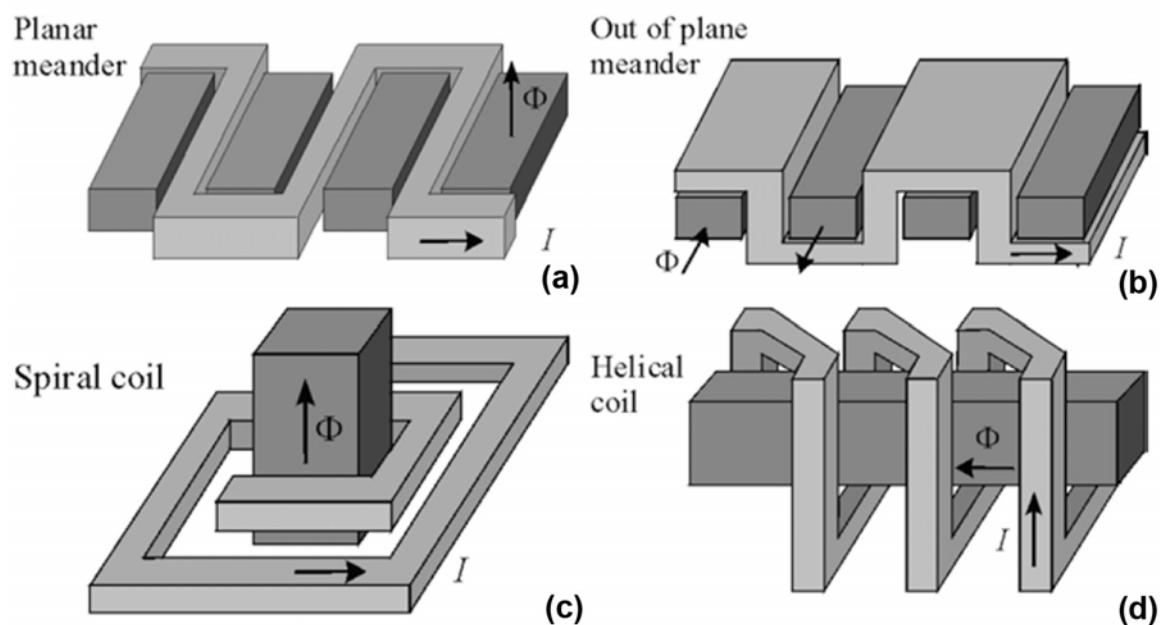 Planar
meander
Φ
I
(a)
Out of plane
meander
Φ
I
(b)
Spiral coil
Φ
I
(c)
Helical
coil
Φ
I
(d)